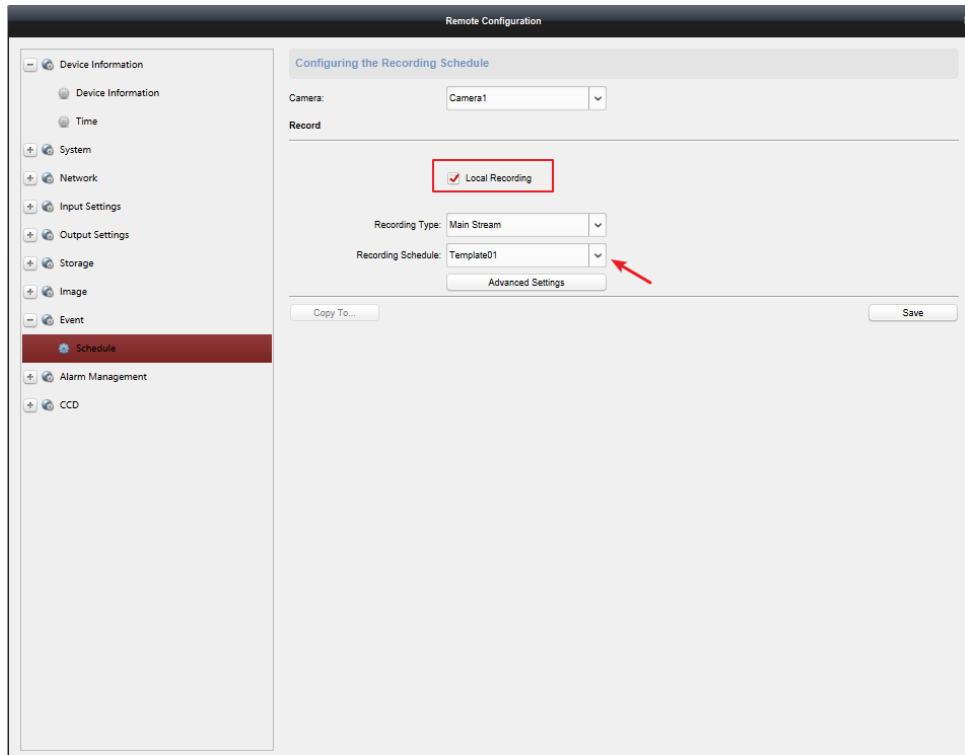 Remote Configuration
Device Information
Device Information
Time
System
Network
Input Settings
Output Settings
Storage
Image
Event
Schedule
Alarm Management
CCD
Configuring the Recording Schedule
Camera: Camera1
Record
Local Recording
Recording Type: Main Stream
Recording Schedule: Template01
Advanced Settings
Copy To... Save